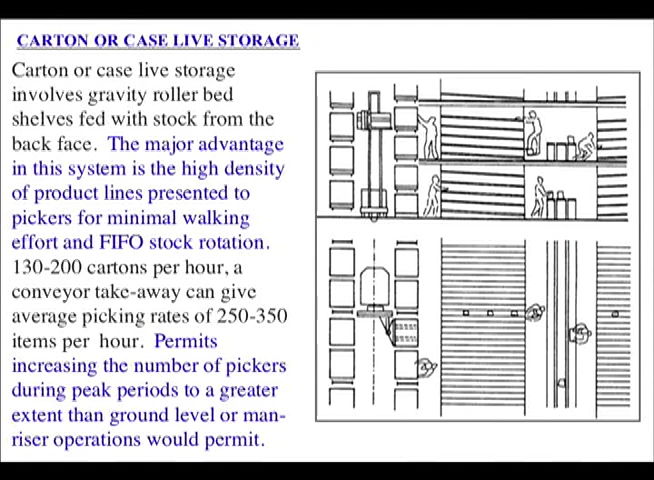 CARTON OR CASE LIVE STORAGE
Carton or case live storage
involves gravity roller bed
shelves fed with stock from the
back face.  The major advantage
in this system is the high density
of product lines presented to
pickers for minimal walking
effort and FIFO stock rotation.
130-200 cartons per hour, a
conveyor take-away can give
average picking rates of 250-350
items per  hour.  Permits
increasing the number of pickers
during peak periods to a greater
extent than ground level or man-
riser operations would permit.